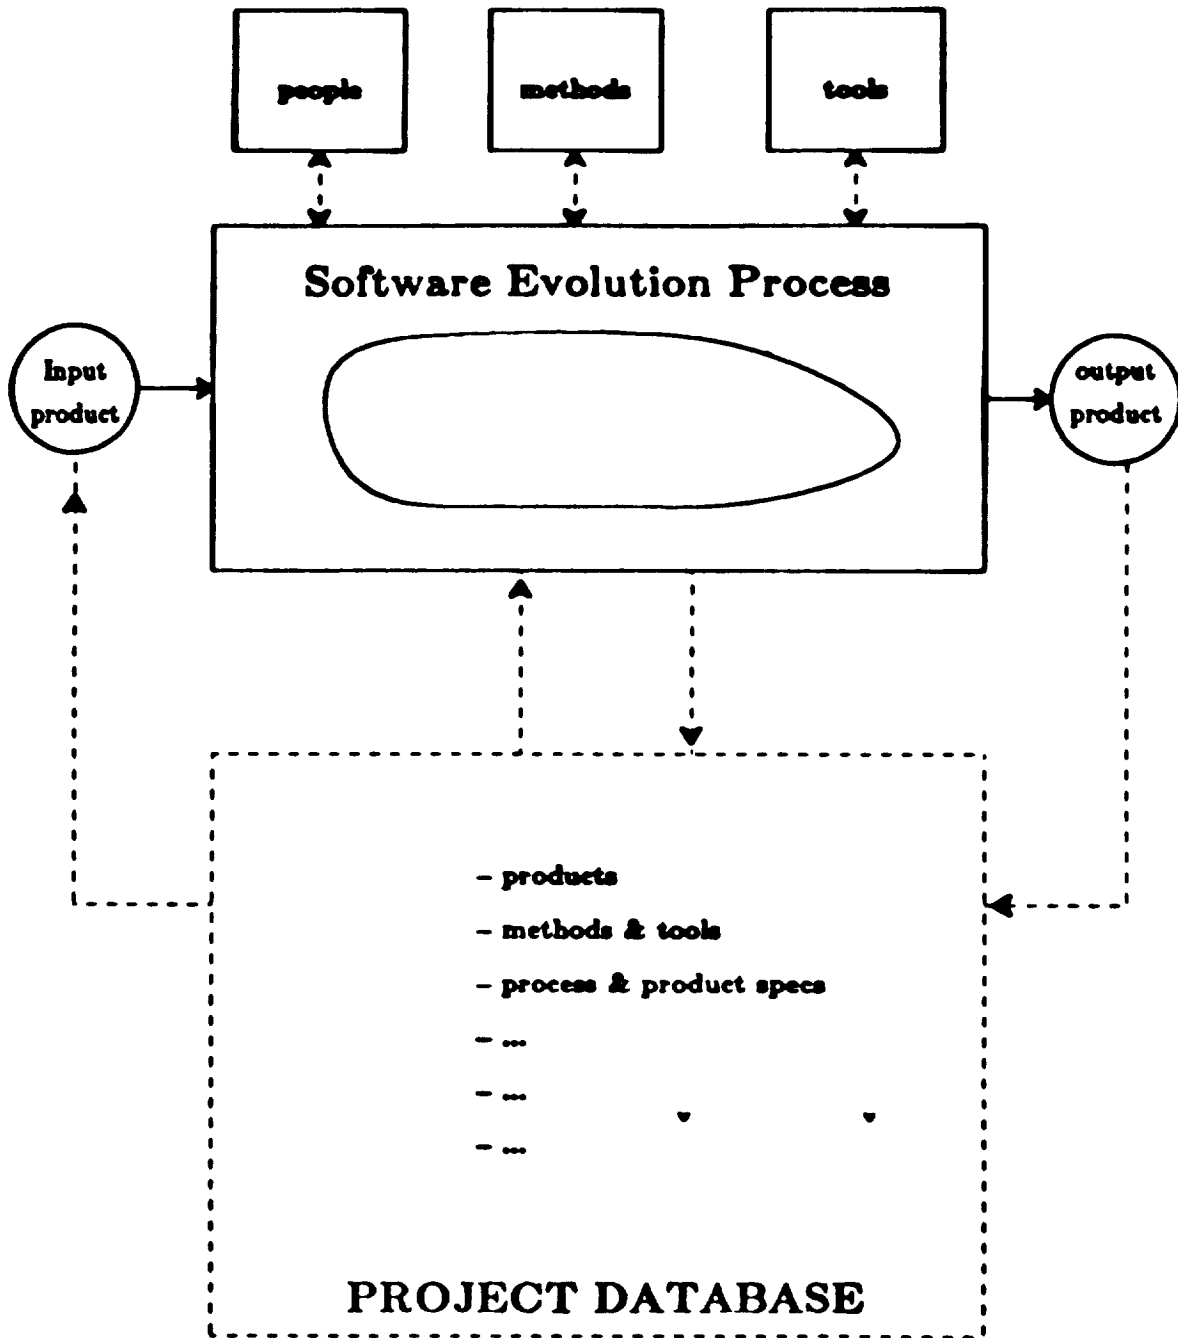 people
methods
tools
Software Evolution Process
Input
product
output
product
– products
– methods & tools
– process & product specs
– ...
– ...
– ...
PROJECT DATABASE